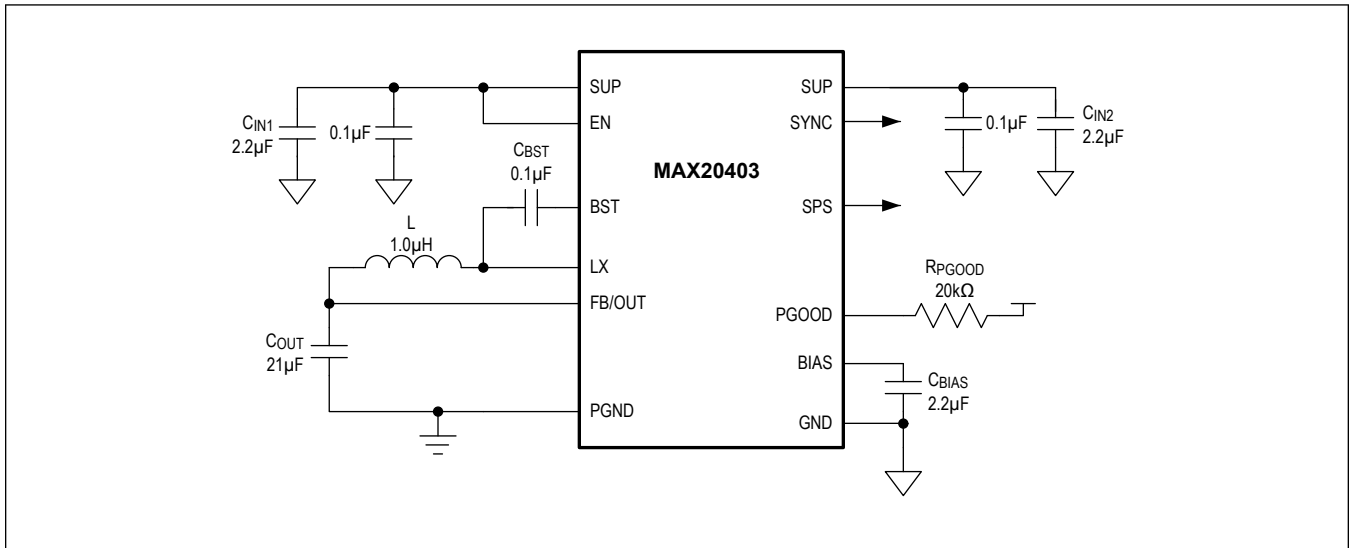 SUP
EN
BST
LX
FB/OUT
PGND
MAX20403
SUP
SYNC
SPS
PGOOD
BIAS
GND
CIN1
2.2µF
0.1µF
CBST
0.1µF
L
1.0µH
COUT
21µF
0.1µF
CIN2
2.2µF
RPGOOD
20kΩ
CBIAS
2.2µF